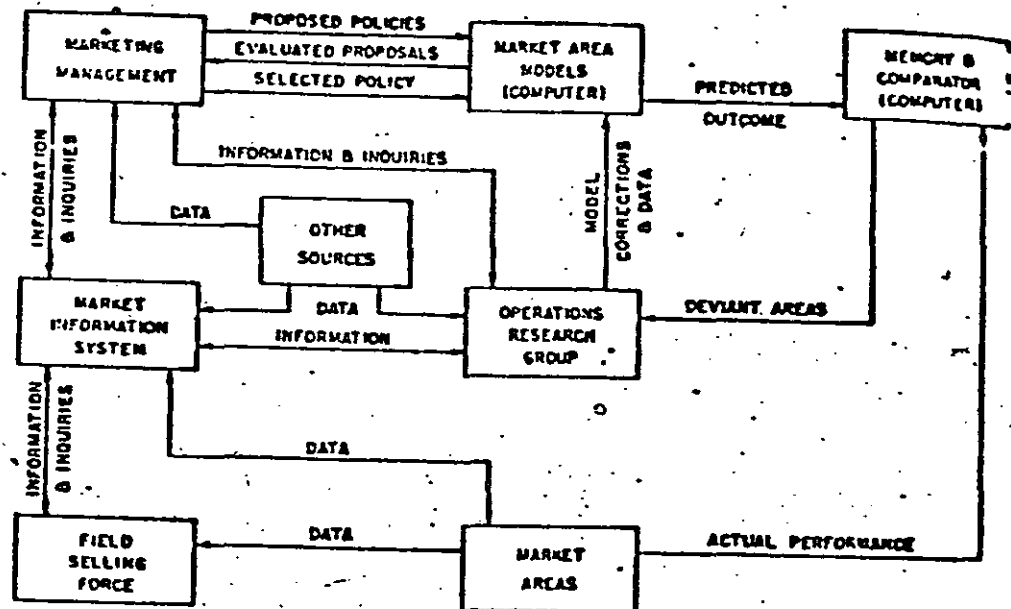 MARKETING
MANAGEMENT
PROPOSED POLICIES
EVALUATED PROPOSALS
SELECTED POLICY
MARKET AREA
MODELS
(COMPUTER)
PREDICTED
OUTCOME
MEMORY &
COMPARATOR
(COMPUTER)
INFORMATION
& INQUIRIES
INFORMATION & INQUIRIES
DATA
OTHER
SOURCES
MODEL
CORRECTIONS
& DATA
MARKET
INFORMATION
SYSTEM
DATA
INFORMATION
OPERATIONS
RESEARCH
GROUP
DEVIANT AREAS
INFORMATION
& INQUIRIES
DATA
FIELD
SELLING
FORCE
DATA
MARKET
AREAS
ACTUAL PERFORMANCE